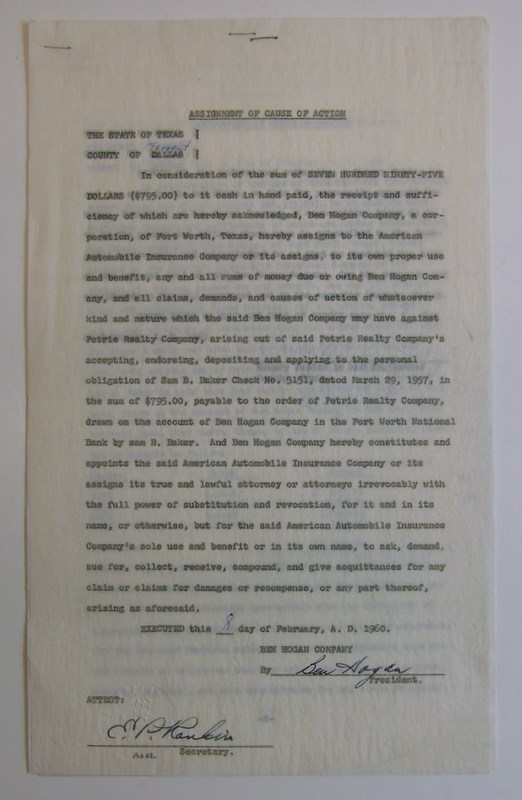 ASSIGNMENT OF CAUSE OF ACTION
THE STATE OF TEXAS
Tarrant
COUNTY OF DALLAS
In consideration of the sum of SEVEN HUNDRED NINETY-FIVE
DOLLARS ($795.00) to it cash in hand paid, the receipt and suffi-
ciency of which are hereby acknowledged, Ben Hogan Company, a cor-
poration, of Fort Worth, Texas, hereby assigns to the American
Automobile Insurance Company or its assigns, to its own proper use
and benefit, any and all sums of money due or owing Ben Hogan Com-
pany, and all claims, demands, and causes of action of whatsoever
kind and nature which the said Ben Hogan Company may have against
Petrie Realty Company, arising out of said Petrie Realty Company's
accepting, endorsing, depositing and applying to the personal
obligation of Sam B. Baker Check No. 5151, dated March 29, 1957, in
the sum of $795.00, payable to the order of Petrie Realty Company,
drawn on the account of Ben Hogan Company in the Fort Worth National
Bank by sam B. Baker. And Ben Hogan Company hereby constitutes and
appoints the said American Automobile Insurance Company or its
assigns its true and lawful attorney or attorneys irrevocably with
the full power of substitution and revocation, for it and in its
name, or otherwise, but for the said American Automobile Insurance
Company's sole use and benefit or in its own name, to ask, demand,
sue for, collect, receive, compound, and give acquittances for any
claim or claims for damages or recompense, or any part thereof,
arising as aforesaid.
EXECUTED this 8 day of February, A. D. 1960.
BEN HOGAN COMPANY
By Ben Hogan
President.
ATTEST:
E. P. Rankin
Asst. Secretary.